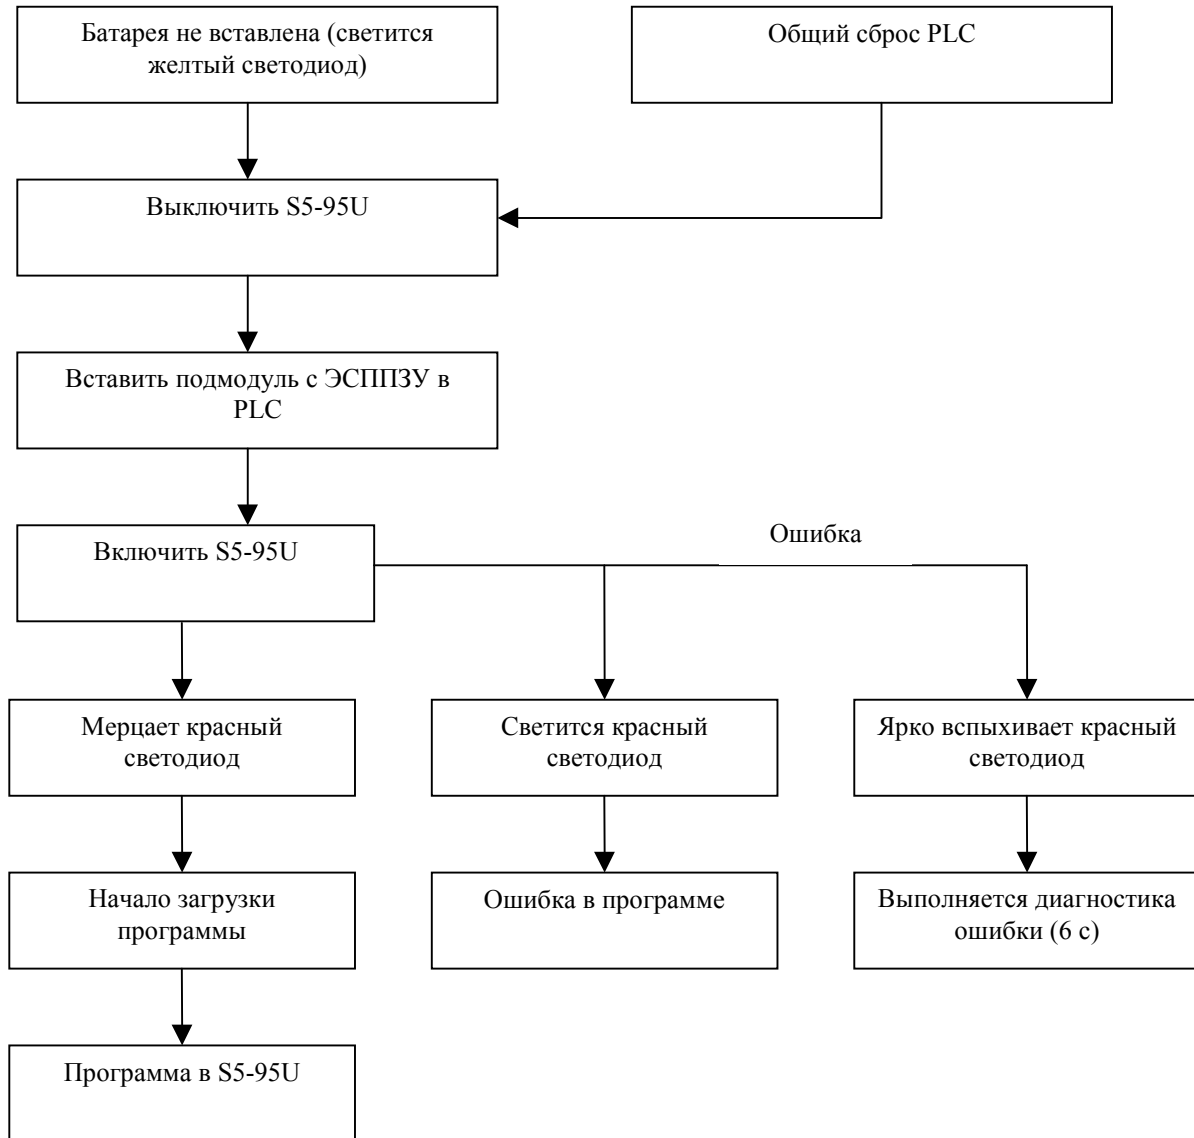 Батарея не вставлена (светится
желтый светодиод)
Общий сброс PLC
Выключить S5-95U
Вставить подмодуль с ЭСППЗУ в
PLC
Включить S5-95U
Ошибка
Мерцает красный
светодиод
Светится красный
светодиод
Ярко вспыхивает красный
светодиод
Начало загрузки
программы
Ошибка в программе
Выполняется диагностика
ошибки (6 с)
Программа в S5-95U